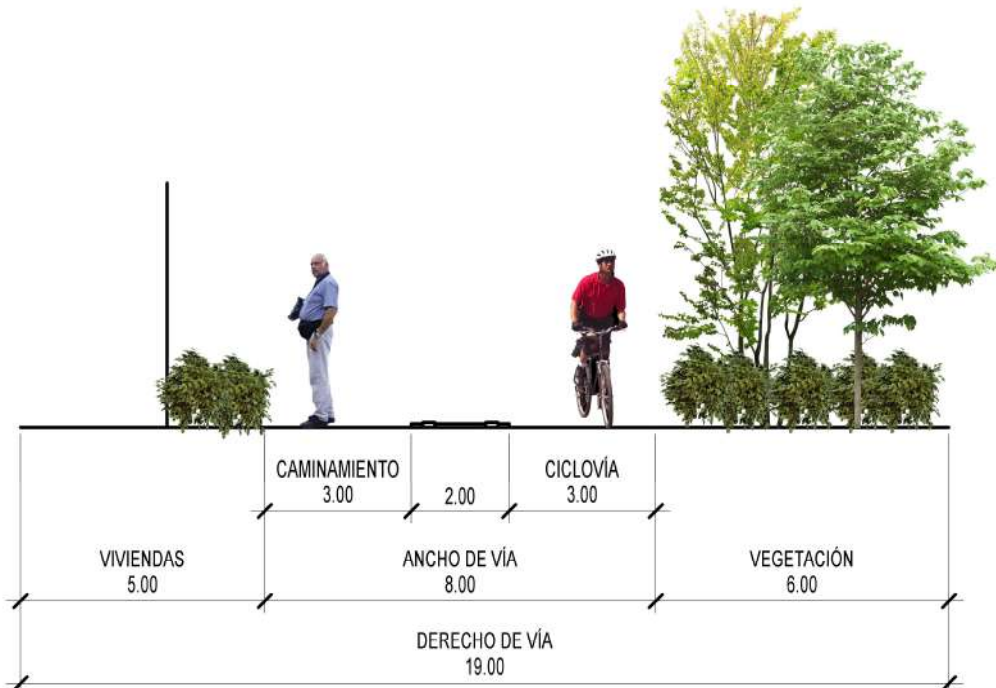 CAMINAMIENTO
3.00
2.00
CICLOVÍA
3.00
VIVIENDAS
5.00
ANCHO DE VÍA
8.00
VEGETACIÓN
6.00
DERECHO DE VÍA
19.00